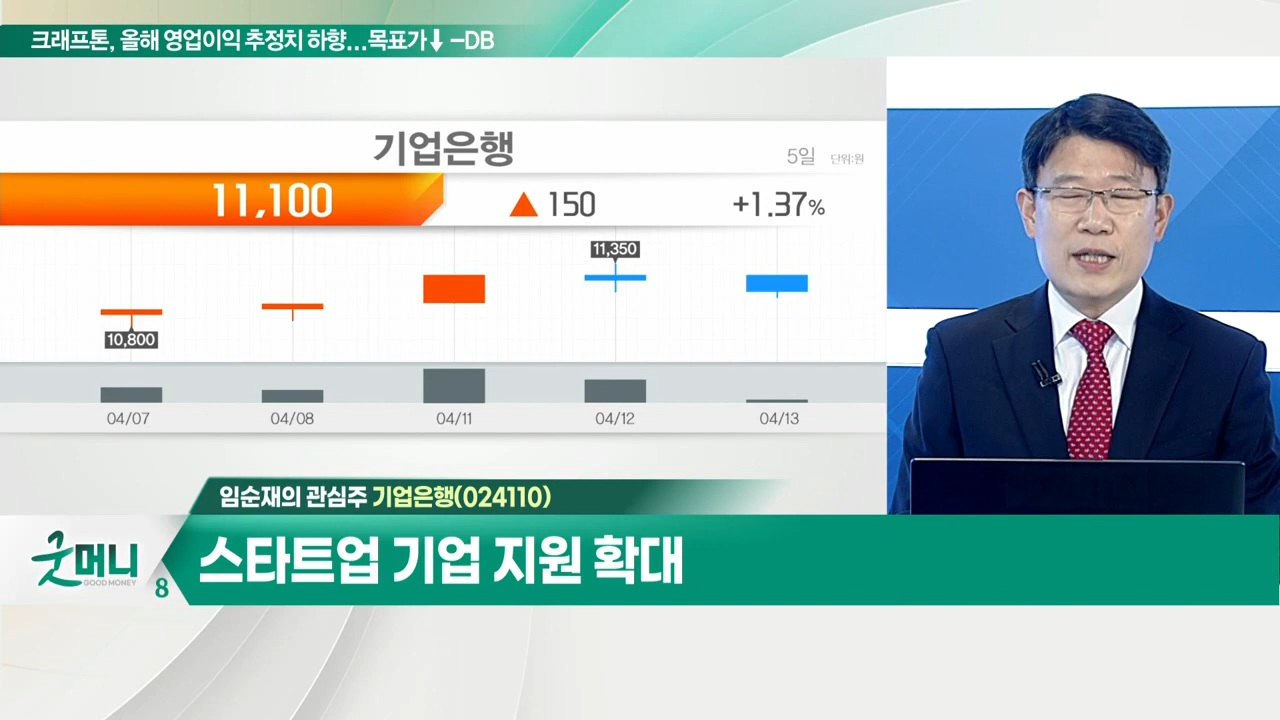 크래프톤, 올해 영업이익 추정치 하향...목표가⬇ -DB
기업은행
5일 단위:원
11,100 ▲ 150 +1.37%
11,350
10,800
04/07 04/08 04/11 04/12 04/13
임순재의 관심주 기업은행(024110)
굿머니
GOOD MONEY
8
스타트업 기업 지원 확대